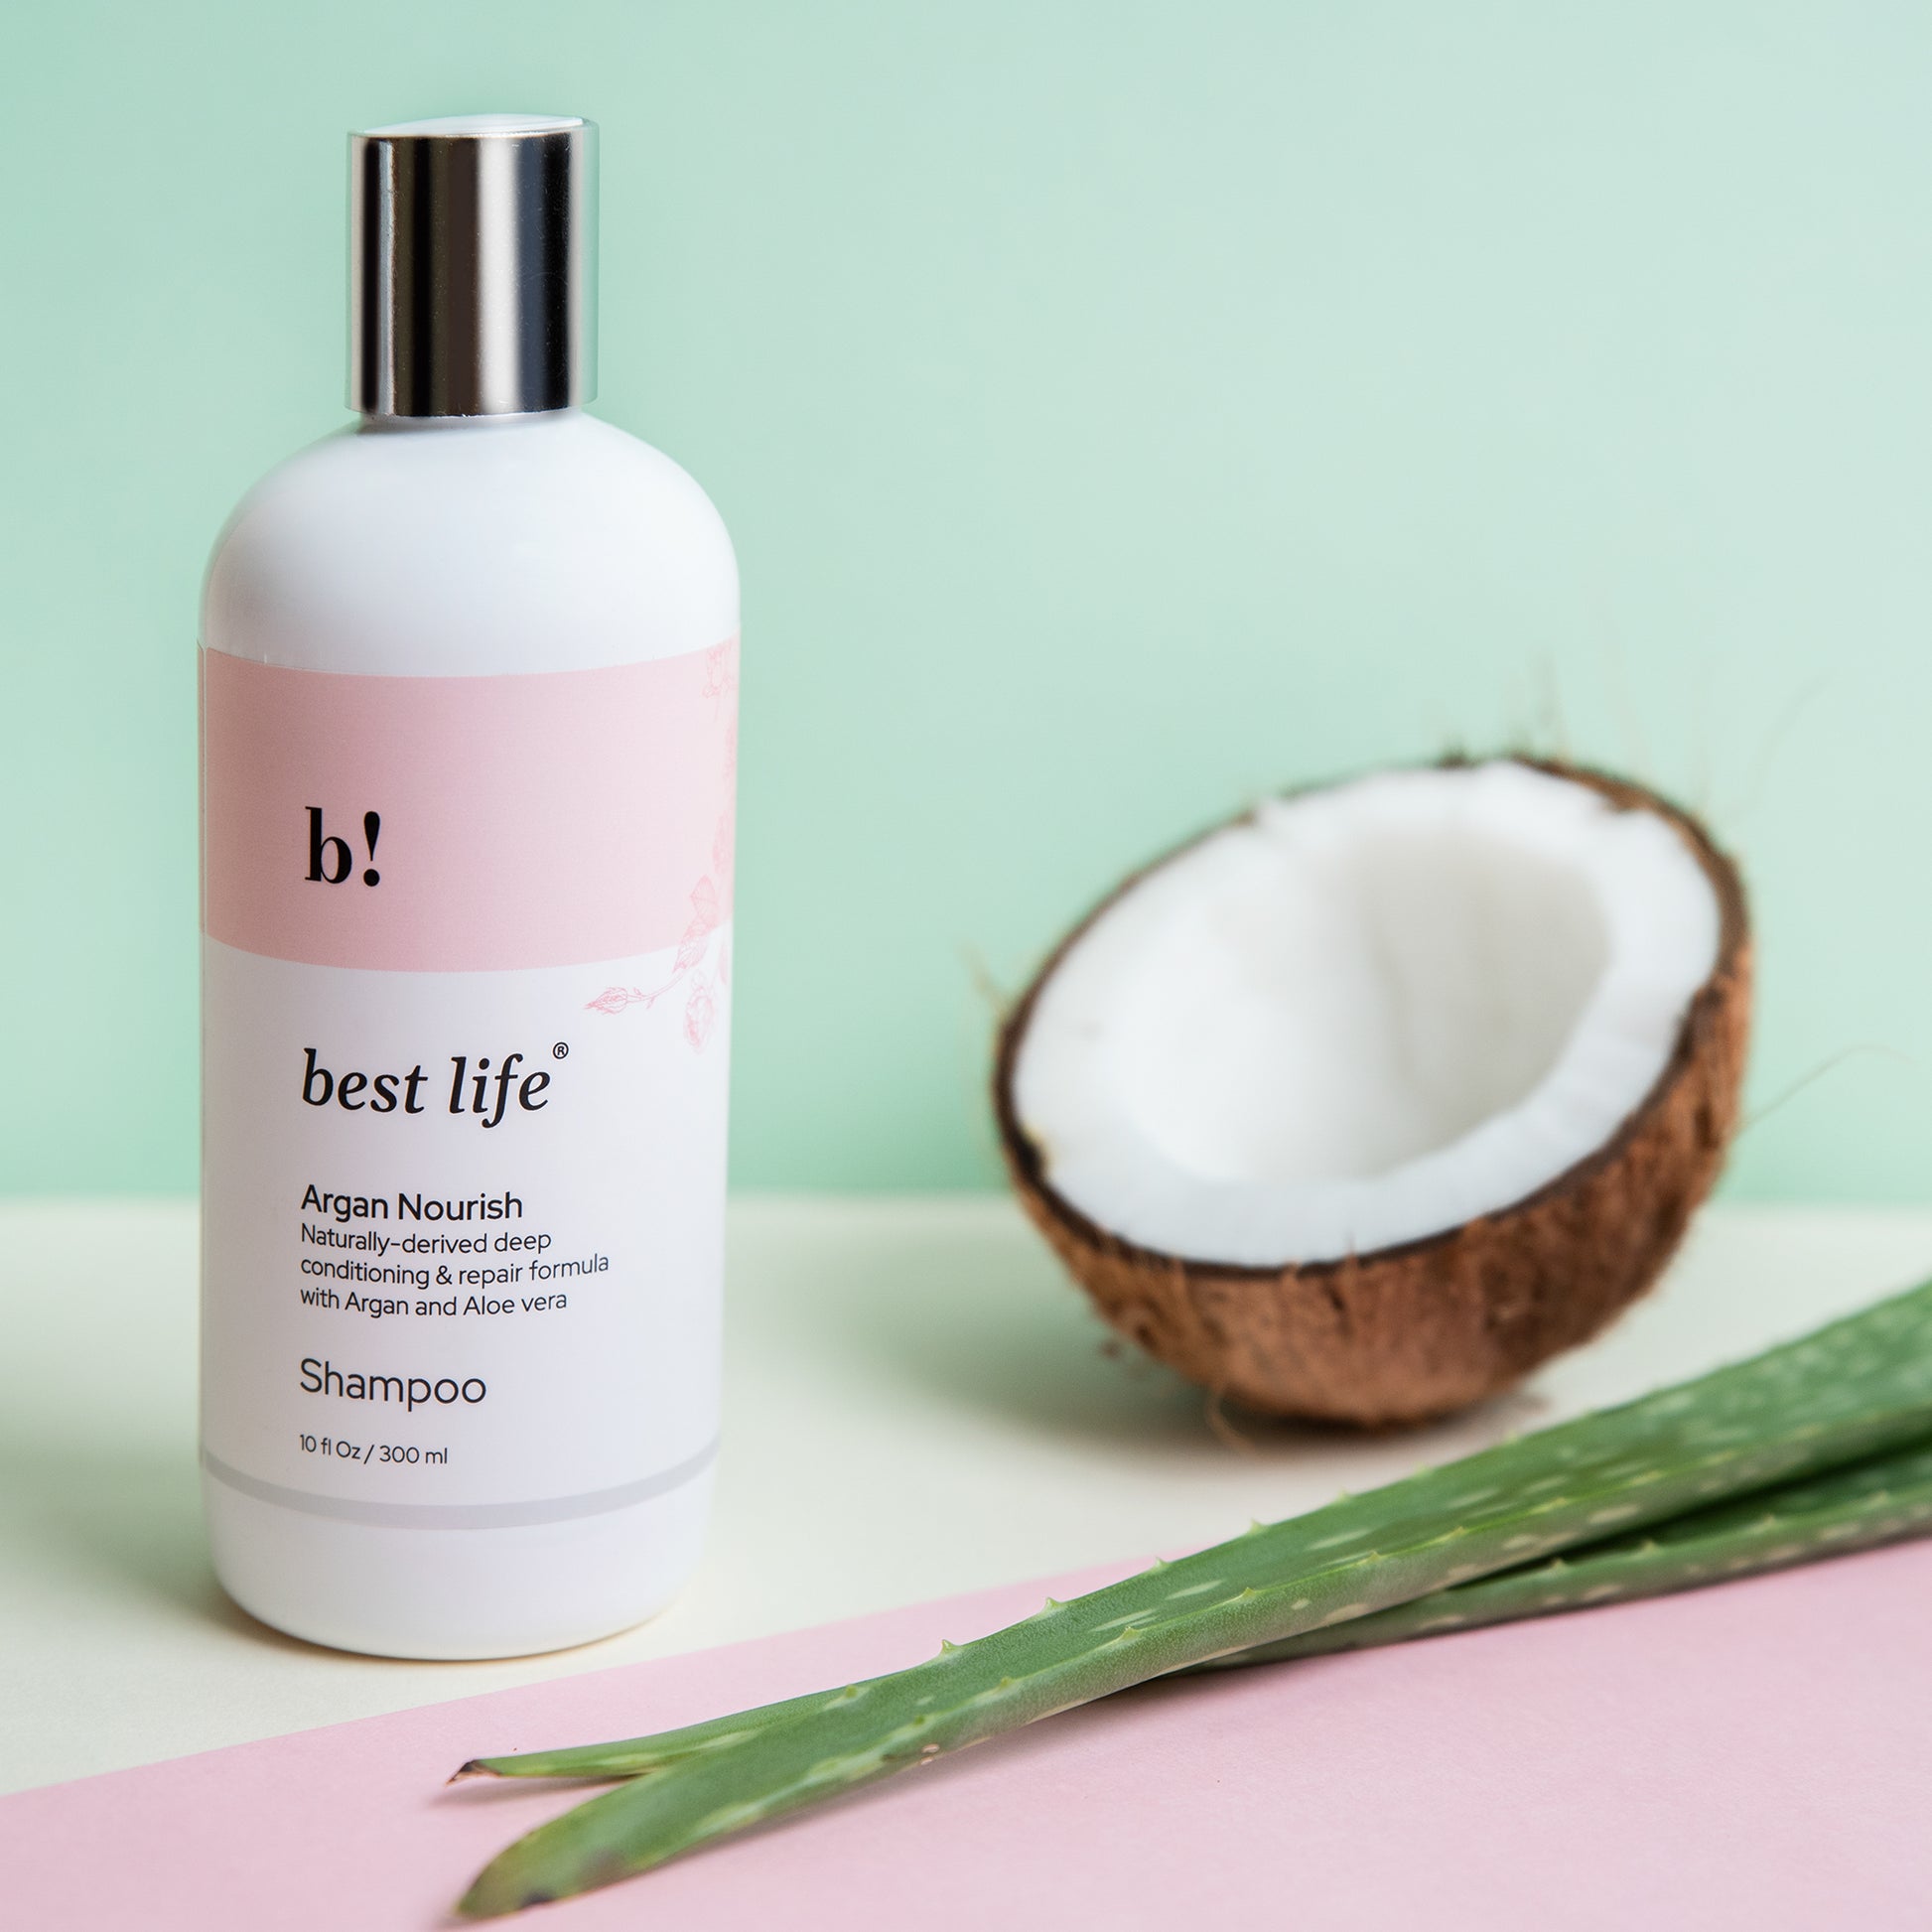 b!
best life®
Argan Nourish
Naturally-derived deep
conditioning & repair formula
with Argan and Aloe vera
Shampoo
10 fl Oz / 300 ml